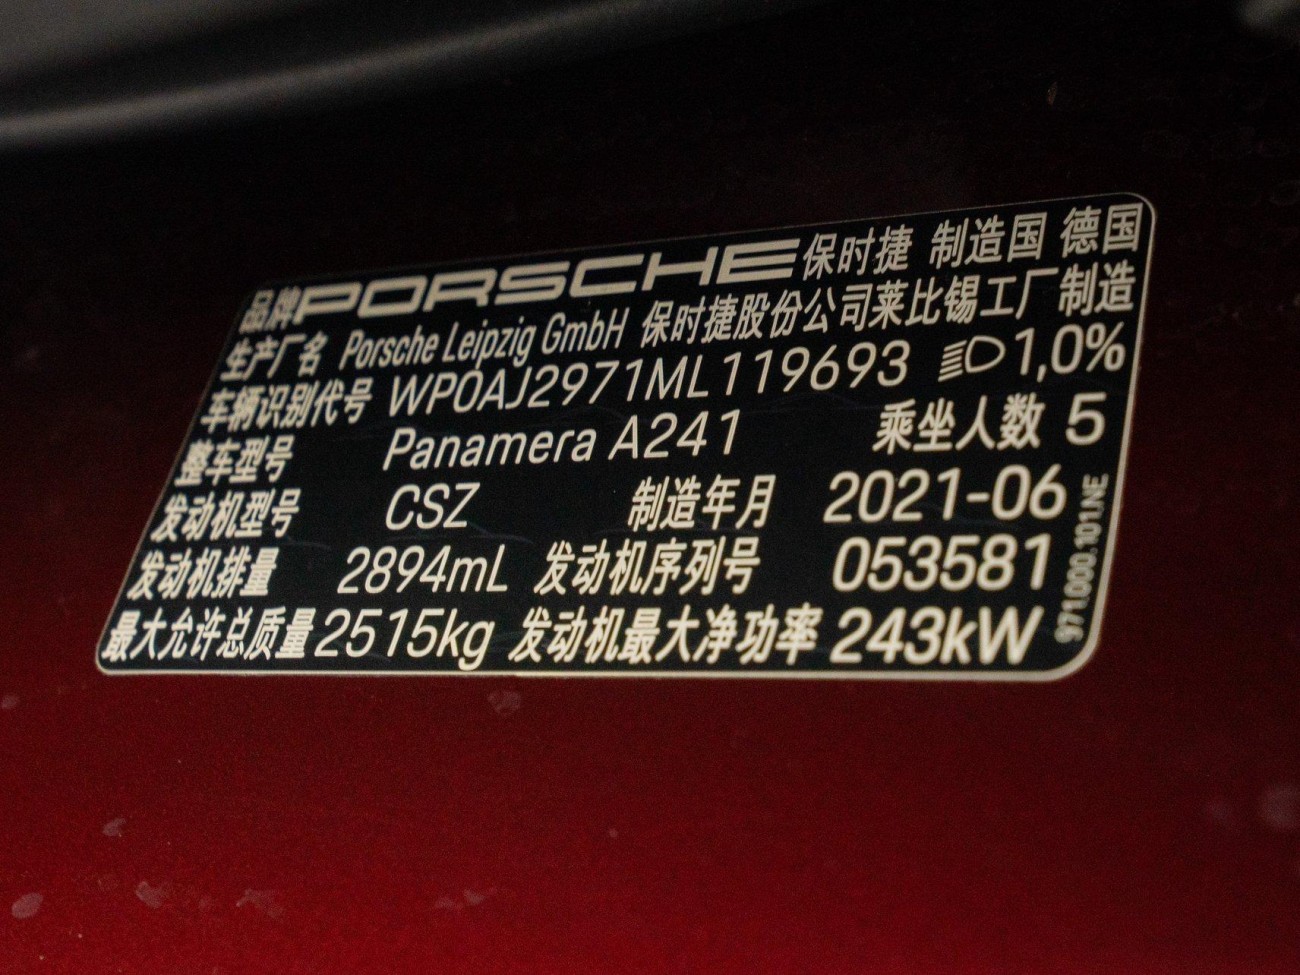 品牌PORSCHE保时捷 制造国 德国
生产厂名 Porsche Leipzig GmbH 保时捷股份公司莱比锡工厂制造
车辆识别代号 WP0AJ2971ML119693 1,0%
整车型号 Panamera A241 乘坐人数 5
发动机型号 CSZ 制造年月 2021-06
发动机排量 2894mL 发动机序列号 053581
最大允许总质量2515kg 发动机最大净功率 243kW
971.000.101.NE